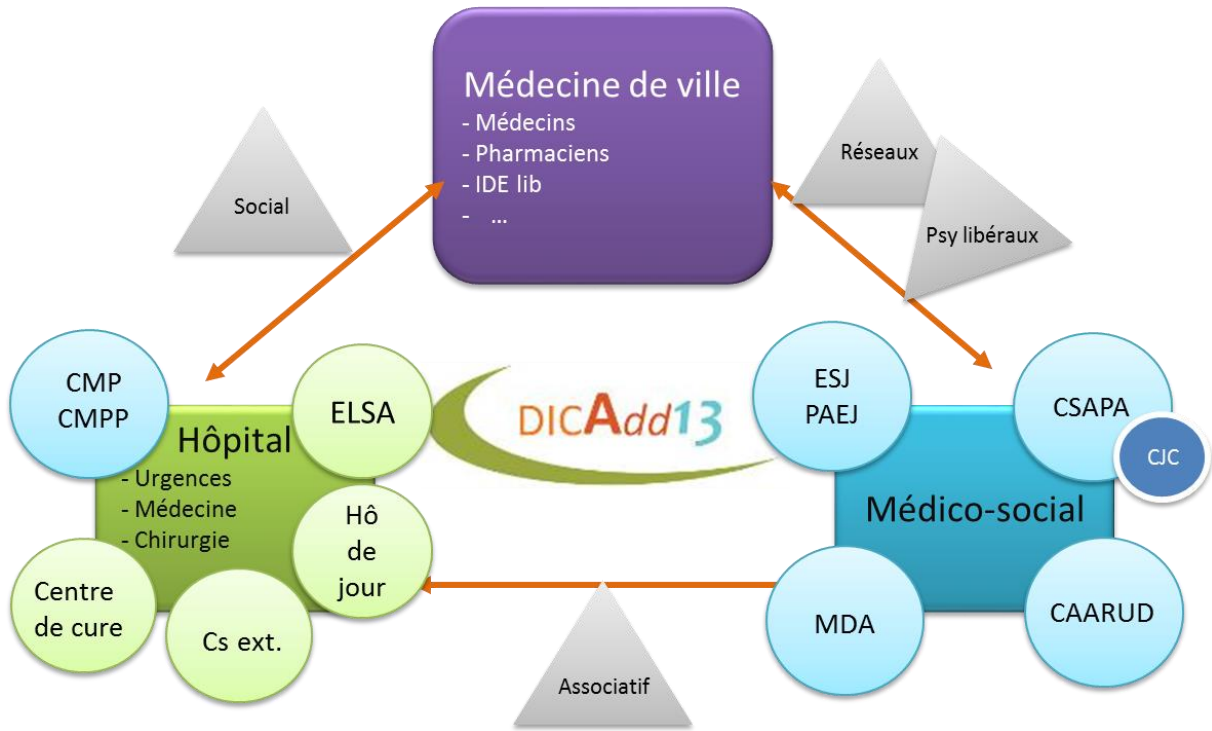 Médecine de ville
- Médecins
- Pharmaciens
- IDE lib
- ...
Social
Réseaux
Psy libéraux
CMP
CMPP
ELSA
Hôpital
- Urgences
- Médecine
- Chirurgie
Hô
de
jour
Centre
de cure
Cs ext.
DICAdd13
ESJ
PAEJ
CSAPA
CJC
Médico-social
MDA
CAARUD
Associatif